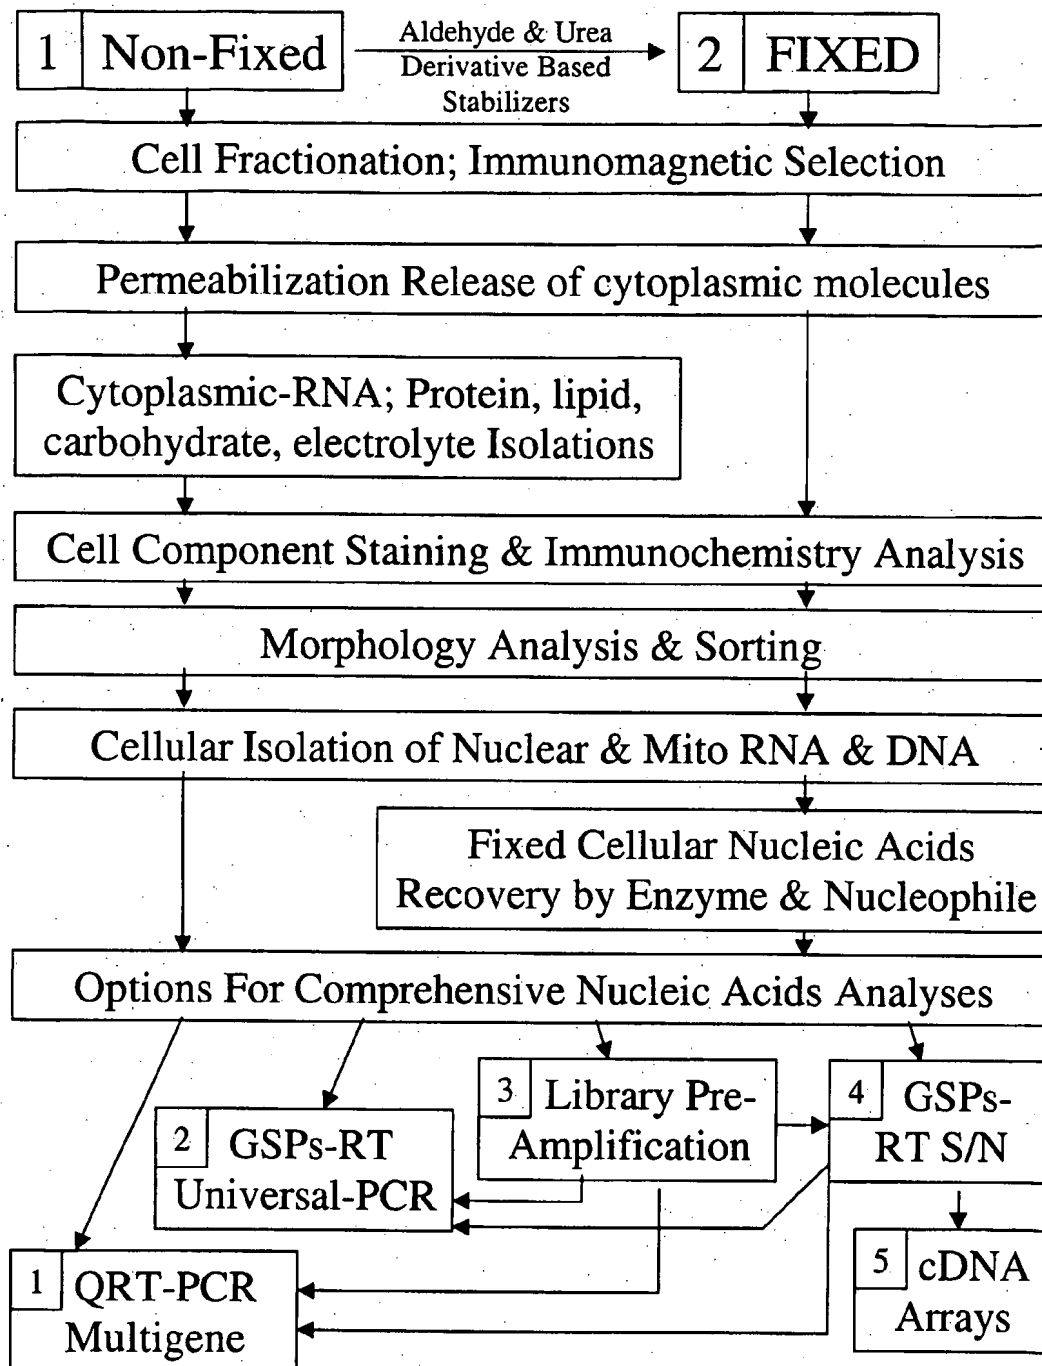 1 Non-Fixed
Aldehyde & Urea
Derivative Based
Stabilizers
2 FIXED
Cell Fractionation; Immunomagnetic Selection
Permeabilization Release of cytoplasmic molecules
Cytoplasmic-RNA; Protein, lipid,
carbohydrate, electrolyte Isolations
Cell Component Staining & Immunochemistry Analysis
Morphology Analysis & Sorting
Cellular Isolation of Nuclear & Mito RNA & DNA
Fixed Cellular Nucleic Acids
Recovery by Enzyme & Nucleophile
Options For Comprehensive Nucleic Acids Analyses
3 Library Pre-
Amplification
4 GSPs-
RT S/N
2 GSPs-RT
Universal-PCR
1 QRT-PCR
Multigene
5 cDNA
Arrays